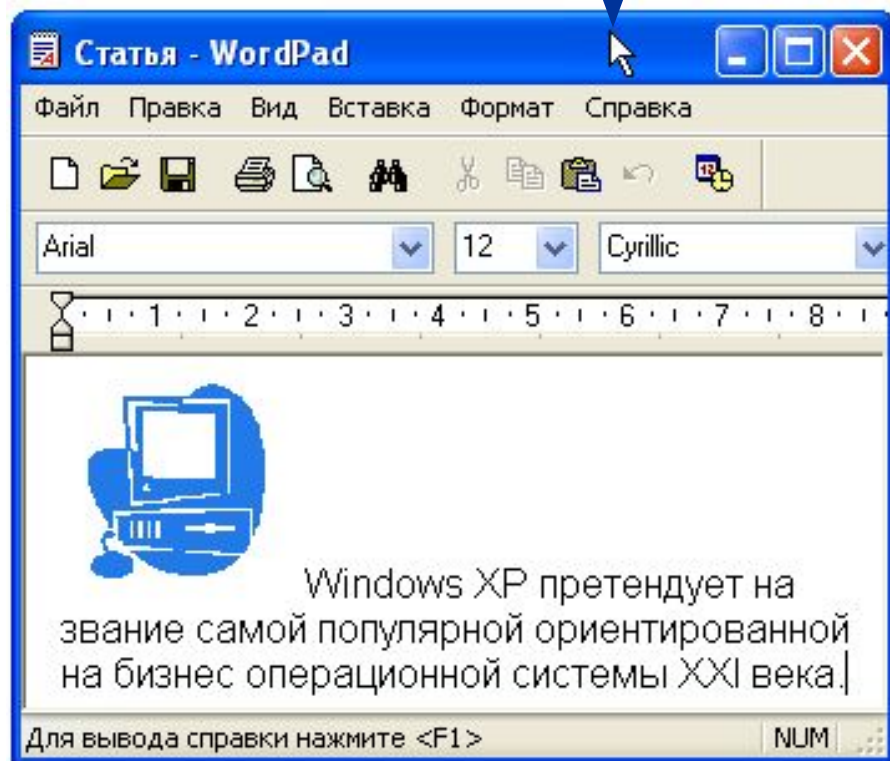 Статья - WordPad
Файл Правка Вид Вставка Формат Справка
12
Arial 12 Cyrillic
1 2 3 4 5 6 7 8
Windows XP претендует на
звание самой популярной ориентированной
на бизнес операционной системы XXI века.
Для вывода справки нажмите <F1> NUM